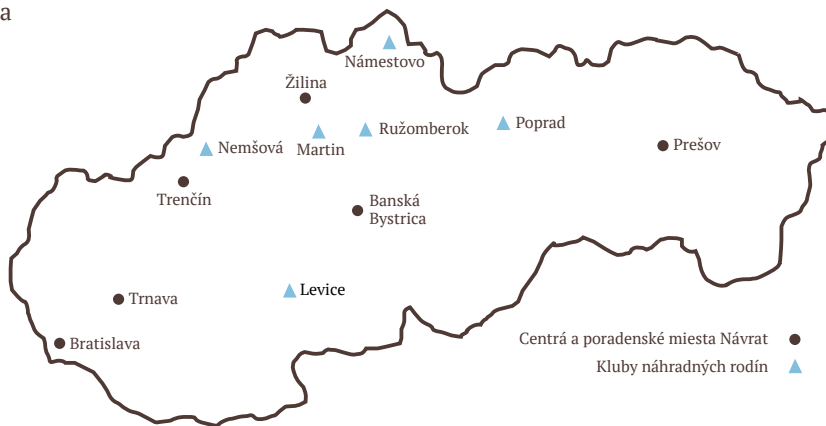 a
Námestovo
Žilina
Ružomberok
Poprad
Nemšová
Martin
Prešov
Trenčín
Banská
Bystrica
Levice
Trnava
Centrá a poradenské miesta Návrat
Bratislava
Kluby náhradných rodín